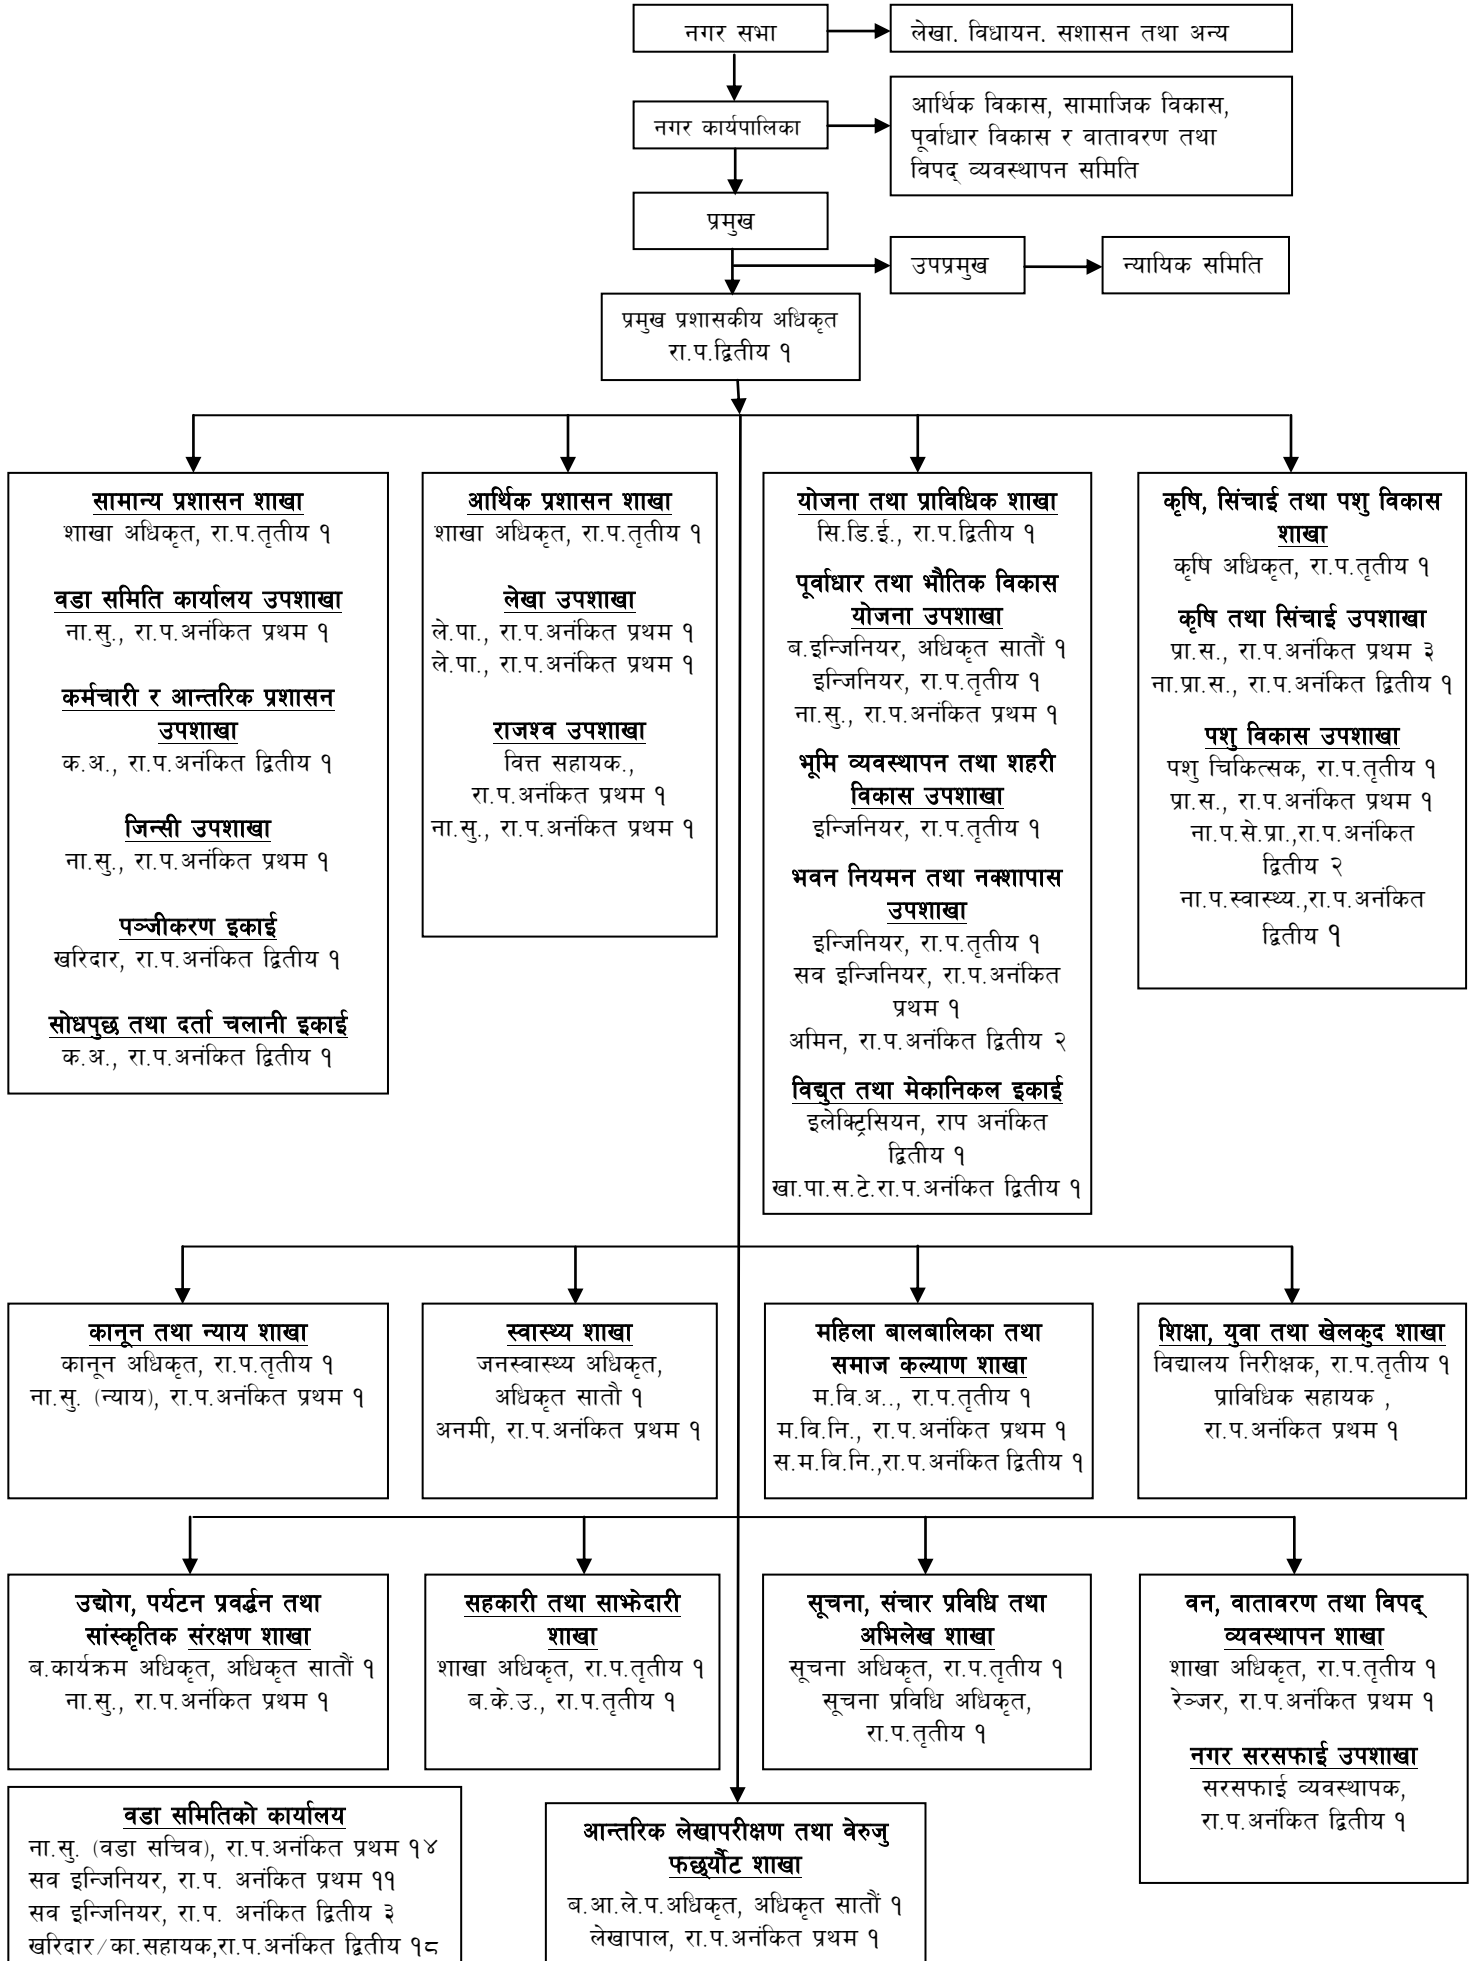 नगर सभा
लेखा. विधायन. सशासन तथा अन्य
नगर कार्यपालिका
आर्थिक विकास, सामाजिक विकास,
पूर्वाधार विकास र वातावरण तथा
विपद् व्यवस्थापन समिति
प्रमुख
उपप्रमुख
न्यायिक समिति
प्रमुख प्रशासकीय अधिकृत
रा.प.द्वितीय १
सामान्य प्रशासन शाखा
शाखा अधिकृत, रा.प.तृतीय १
वडा समिति कार्यालय उपशाखा
ना.सु., रा.प.अनंकित प्रथम १
कर्मचारी र आन्तरिक प्रशासन
उपशाखा
क.अ., रा.प.अनंकित द्वितीय १
जिन्सी उपशाखा
ना.सु., रा.प.अनंकित प्रथम १
पञ्जीकरण इकाई
खरिदार, रा.प.अनंकित द्वितीय १
सोधपुछ तथा दर्ता चलानी इकाई
क.अ., रा.प.अनंकित द्वितीय १
आर्थिक प्रशासन शाखा
शाखा अधिकृत, रा.प.तृतीय १
लेखा उपशाखा
ले.पा., रा.प.अनंकित प्रथम १
ले.पा., रा.प.अनंकित प्रथम १
राजश्व उपशाखा
वित्त सहायक.,
रा.प.अनंकित प्रथम १
ना.सु., रा.प.अनंकित प्रथम १
योजना तथा प्राविधिक शाखा
सि.डि.ई., रा.प.द्वितीय १
पूर्वाधार तथा भौतिक विकास
योजना उपशाखा
ब.इन्जिनियर, अधिकृत सातौं १
इन्जिनियर, रा.प.तृतीय १
ना.सु., रा.प.अनंकित प्रथम १
भूमि व्यवस्थापन तथा शहरी
विकास उपशाखा
इन्जिनियर, रा.प.तृतीय १
भवन नियमन तथा नक्शापास
उपशाखा
इन्जिनियर, रा.प.तृतीय १
सव इन्जिनियर, रा.प.अनंकित
प्रथम १
अमिन, रा.प.अनंकित द्वितीय २
विद्युत तथा मेकानिकल इकाई
इलेक्ट्रिसियन, राप अनंकित
द्वितीय १
खा.पा.स.टे.रा.प.अनंकित द्वितीय १
कृषि, सिंचाई तथा पशु विकास
शाखा
कृषि अधिकृत, रा.प.तृतीय १
कृषि तथा सिंचाई उपशाखा
प्रा.स., रा.प.अनंकित प्रथम ३
ना.प्रा.स., रा.प.अनंकित द्वितीय १
पशु विकास उपशाखा
पशु चिकित्सक, रा.प.तृतीय १
प्रा.स., रा.प.अनंकित प्रथम १
ना.प.से.प्रा.,रा.प.अनंकित
द्वितीय २
ना.प.स्वास्थ्य.,रा.प.अनंकित
द्वितीय १
कानून तथा न्याय शाखा
कानून अधिकृत, रा.प.तृतीय १
ना.सु. (न्याय), रा.प.अनंकित प्रथम १
स्वास्थ्य शाखा
जनस्वास्थ्य अधिकृत,
अधिकृत सातौ १
अनमी, रा.प.अनंकित प्रथम १
महिला बालबालिका तथा
समाज कल्याण शाखा
म.वि.अ.., रा.प.तृतीय १
म.वि.नि., रा.प.अनंकित प्रथम १
स.म.वि.नि.,रा.प.अनंकित द्वितीय १
शिक्षा, युवा तथा खेलकुद शाखा
विद्यालय निरीक्षक, रा.प.तृतीय १
प्राविधिक सहायक ,
रा.प.अनंकित प्रथम १
उद्योग, पर्यटन प्रवर्द्धन तथा
सांस्कृतिक संरक्षण शाखा
ब.कार्यक्रम अधिकृत, अधिकृत सातौं १
ना.सु., रा.प.अनंकित प्रथम १
सहकारी तथा साझेदारी
शाखा
शाखा अधिकृत, रा.प.तृतीय १
ब.के.उ., रा.प.तृतीय १
सूचना, संचार प्रविधि तथा
अभिलेख शाखा
सूचना अधिकृत, रा.प.तृतीय १
सूचना प्रविधि अधिकृत,
रा.प.तृतीय १
वन, वातावरण तथा विपद्
व्यवस्थापन शाखा
शाखा अधिकृत, रा.प.तृतीय १
रेञ्जर, रा.प.अनंकित प्रथम १
नगर सरसफाई उपशाखा
सरसफाई व्यवस्थापक,
रा.प.अनंकित द्वितीय १
वडा समितिको कार्यालय
ना.सु. (वडा सचिव), रा.प.अनंकित प्रथम १४
सव इन्जिनियर, रा.प. अनंकित प्रथम ११
सव इन्जिनियर, रा.प. अनंकित द्वितीय ३
खरिदार/का.सहायक,रा.प.अनंकित द्वितीय १८
आन्तरिक लेखापरीक्षण तथा वेरुजु
फछर्यौट शाखा
ब.आ.ले.प.अधिकृत, अधिकृत सातौं १
लेखापाल, रा.प.अनंकित प्रथम १